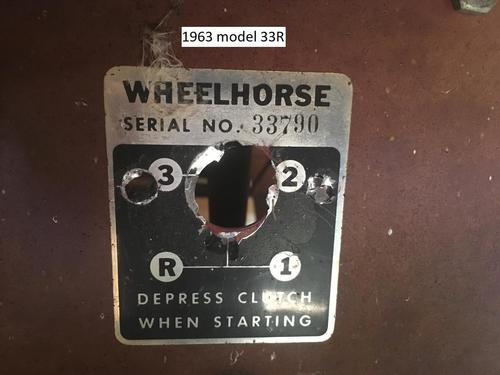 1963 model 33R
WHEELHORSE
SERIAL NO. 33790
3 2
R 1
DEPRESS CLUTCH
WHEN STARTING